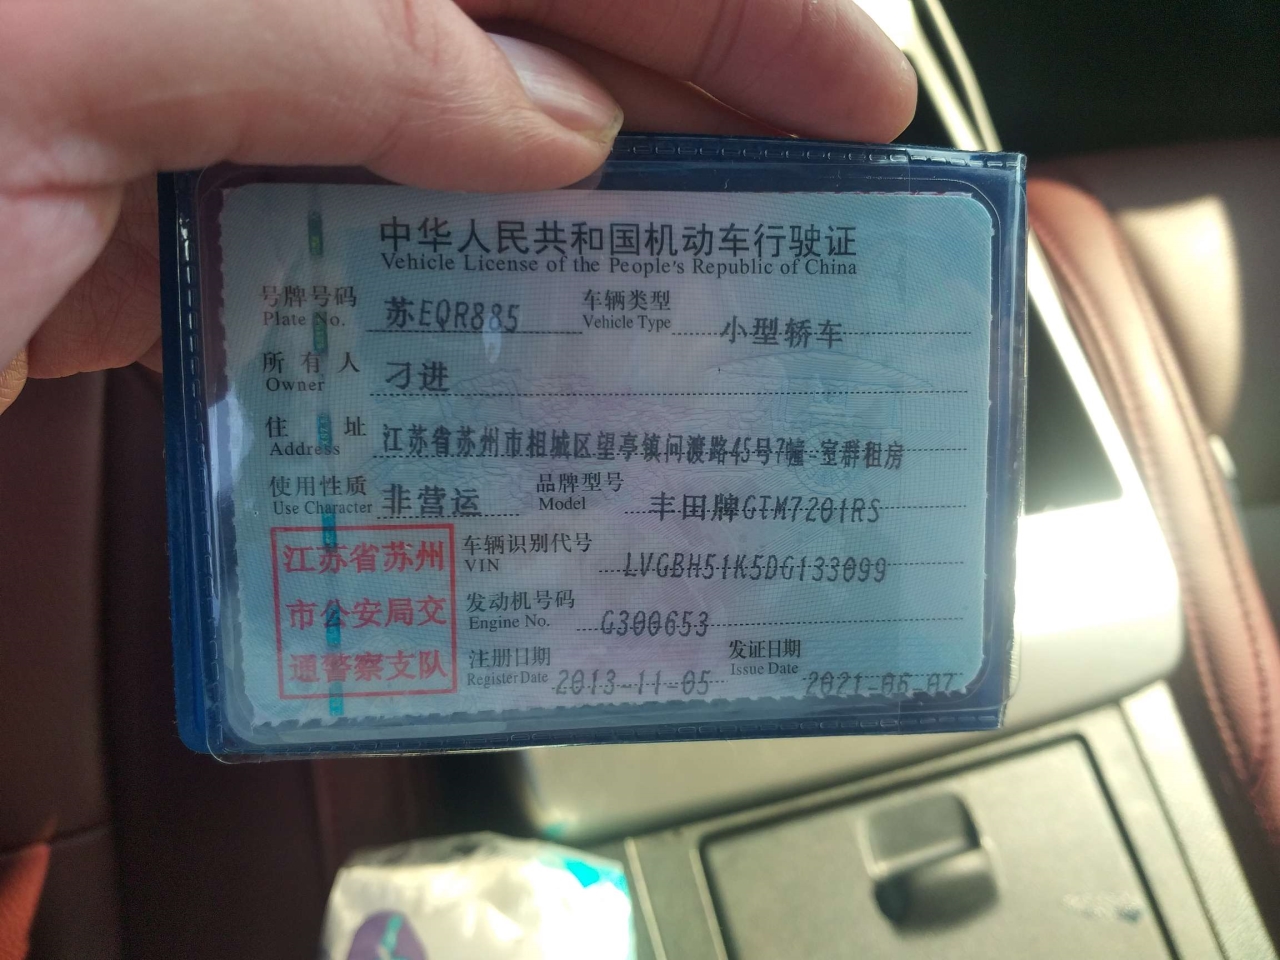 中华人民共和国机动车行驶证
Vehicle License of the People's Republic of China
号牌号码 苏EQR885 车辆类型 小型轿车
Plate No. Vehicle Type
所有人 刁进
Owner
住址 江苏省苏州市相城区望亭镇问渡路45号7幢 室群租房
Address
使用性质 非营运 品牌型号 丰田牌GTM7201RS
Use Character Model
江苏省苏州
市公安局交
通警察支队
车辆识别代号 LVGBH51K5DG133099
VIN
发动机号码 G300653
Engine No.
注册日期 2013-11-05 发证日期 2021-06-07
Register Date Issue Date